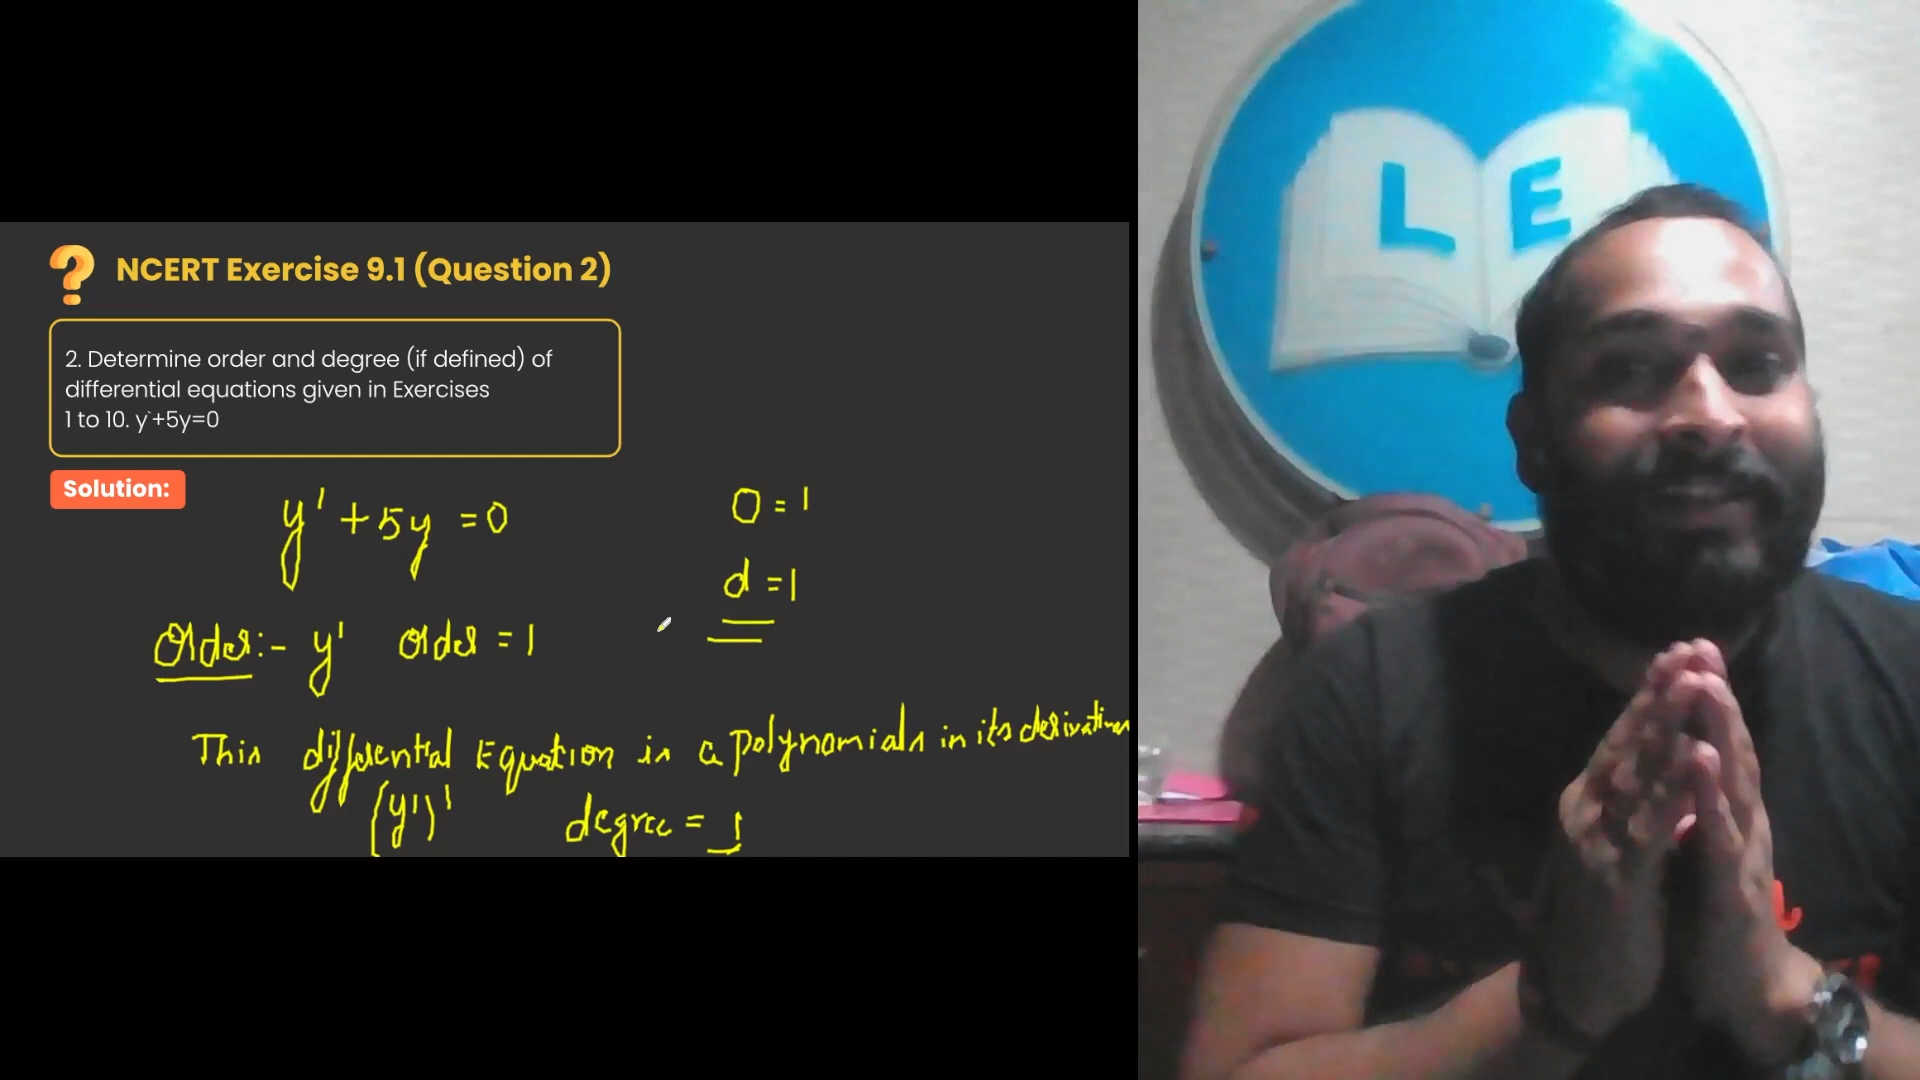 NCERT Exercise 9.1 (Question 2)
2. Determine order and degree (if defined) of
differential equations given in Exercises
1 to 10. y`+5y=0
Solution:
y' + 5y = 0
O = 1
d = 1
Order:- y' order = 1
This differential Equation is a polynomials in its derivatives
(y')' degree = 1
L E